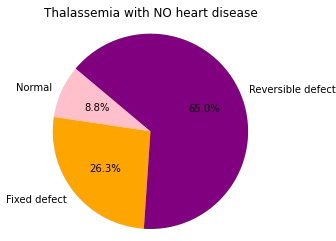 Thalassemia with NO heart disease
Normal
8.8%
Reversible defect
65.0%
26.3%
Fixed defect